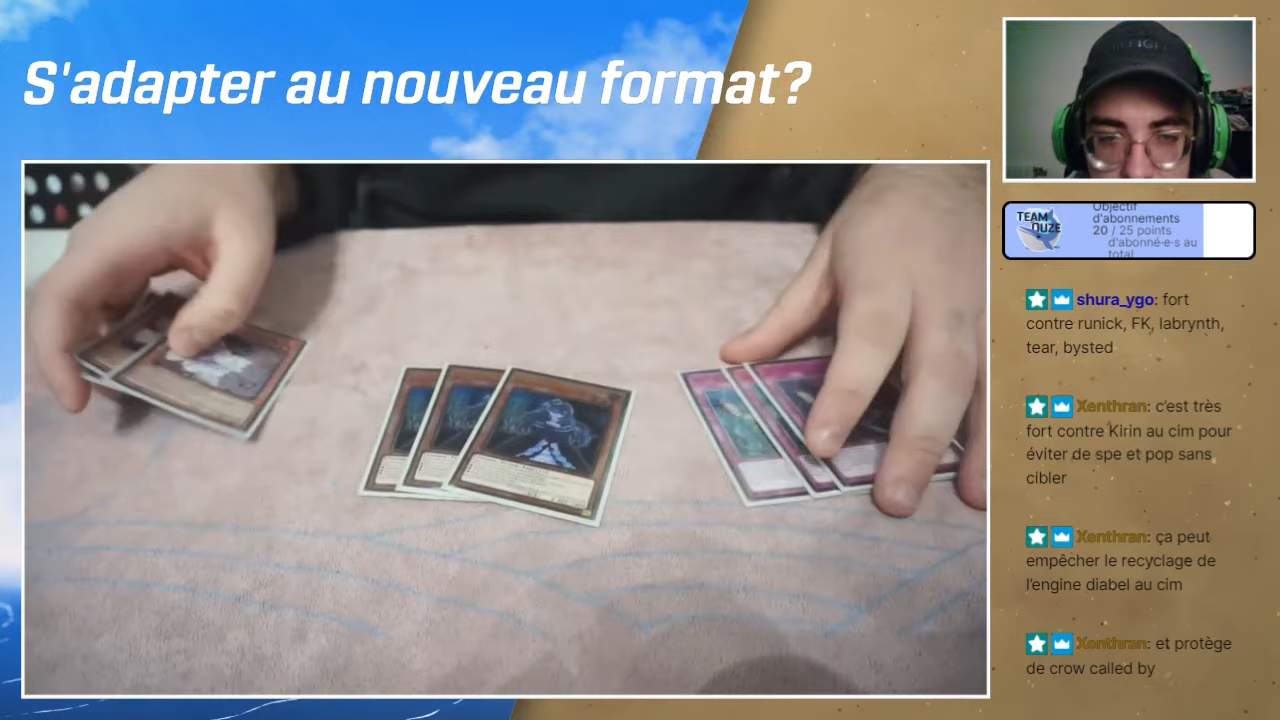 S'adapter au nouveau format?
TEAM
OUZE
Objectif
d'abonnements
20 / 25 points
d'abonné·e·s au
total
shura_ygo: fort
contre runick, FK, labrynth,
tear, bysted
Xenthran: c'est très
fort contre Kirin au cim pour
éviter de spe et pop sans
cibler
Xenthran: ça peut
empêcher le recyclage de
l'engine diabel au cim
Xenthran: et protège
de crow called by